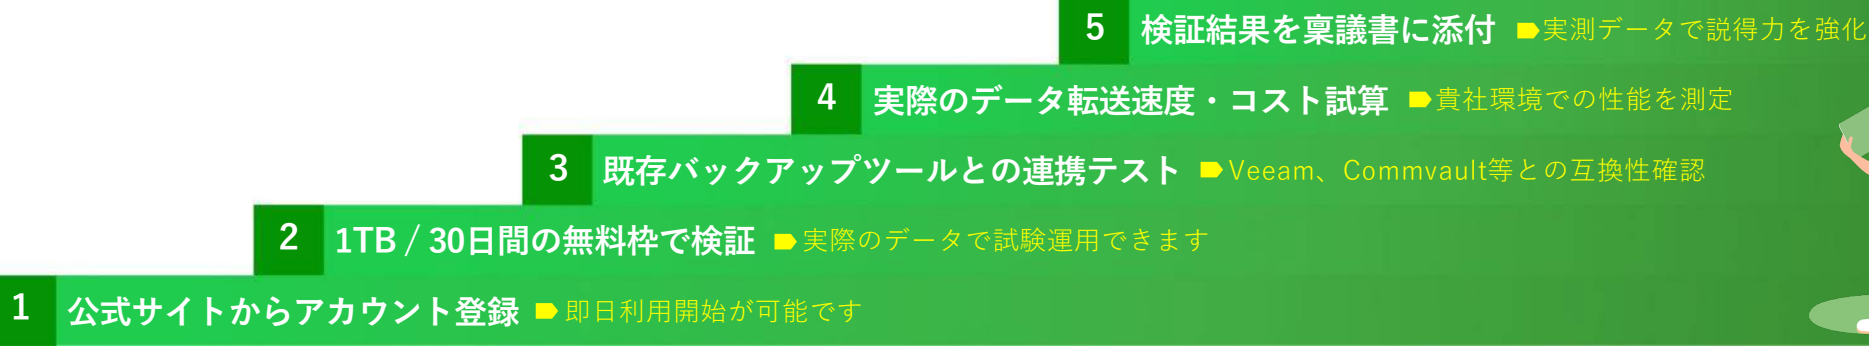 5 検証結果を稟議書に添付 実測データで説得力を強化
4 実際のデータ転送速度・コスト試算 貴社環境での性能を測定
3 既存バックアップツールとの連携テスト Veeam、Commvault等との互換性確認
2 1TB / 30日間の無料枠で検証 実際のデータで試験運用できます
1 公式サイトからアカウント登録 即日利用開始が可能です